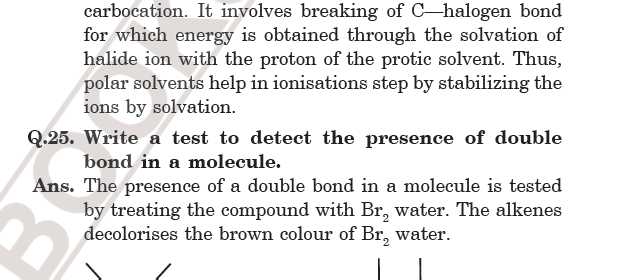 carbocation. It involves breaking of C—halogen bond
for which energy is obtained through the solvation of
halide ion with the proton of the protic solvent. Thus,
polar solvents help in ionisations step by stabilizing the
ions by solvation.
Q.25. Write a test to detect the presence of double
bond in a molecule.
Ans. The presence of a double bond in a molecule is tested
by treating the compound with Br₂ water. The alkenes
decolorises the brown colour of Br₂ water.
BOOK